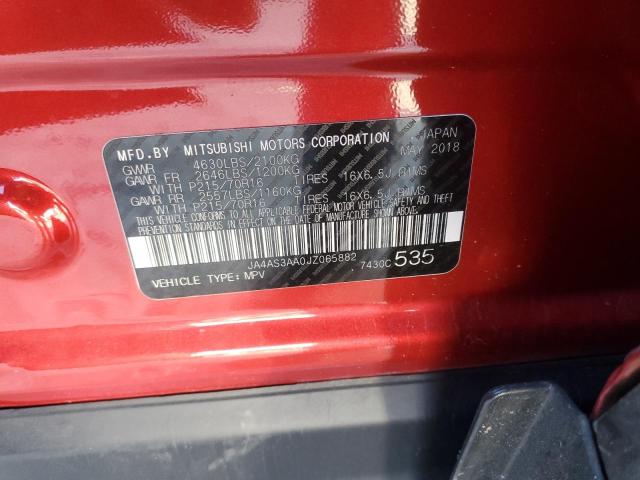 MFD.BY MITSUBISHI MOTORS CORPORATION JAPAN
GVWR 4630LBS/2100KG MAY 2018
GAWR FR 2646LBS/1200KG
WITH P215/70R16 TIRES 16X6.5J RIMS
GAWR RR 2557LBS/1160KG
WITH P215/70R16 TIRES 16X6.5J RIMS
THIS VEHICLE CONFORMS TO ALL APPLICABLE FEDERAL MOTOR VEHICLE SAFETY AND THEFT
PREVENTION STANDARDS IN EFFECT ON THE DATE OF MANUFACTURE SHOWN ABOVE.
JA4AS3AA0JZ065882 7430C 535
VEHICLE TYPE: MPV